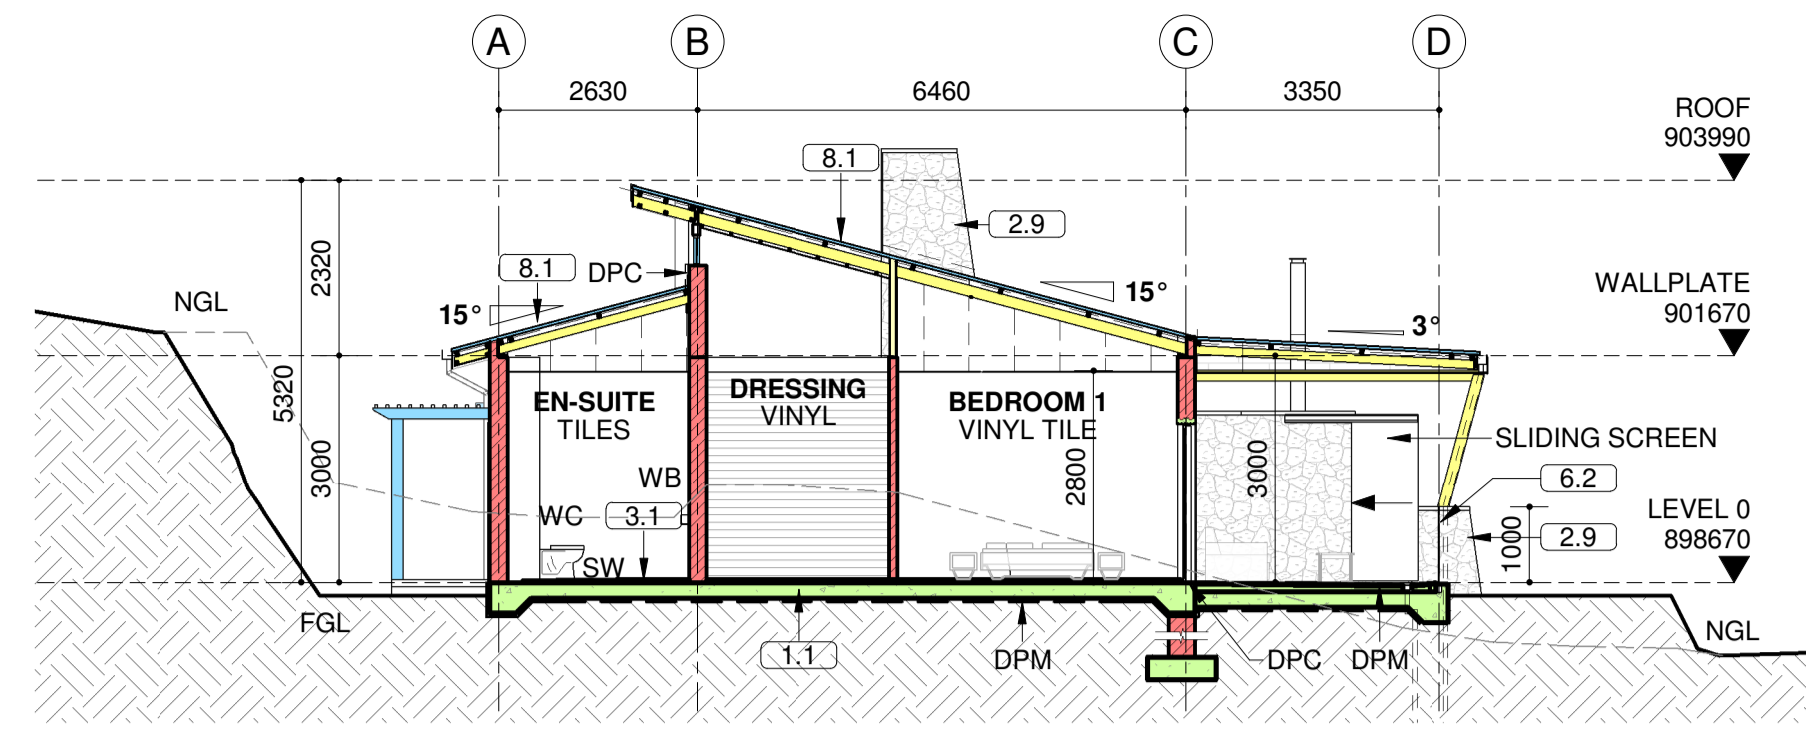 A
B
C
D
2630
6460
3350
ROOF
903990
8.1
2.9
2320
8.1
DPC
NGL
15°
15°
3°
WALLPLATE
901670
5320
3000
EN-SUITE
TILES
DRESSING
VINYL
BEDROOM 1
VINYL TILE
2800
3000
SLIDING SCREEN
WB
WC
3.1
SW
6.2
2.9
1000
LEVEL 0
898670
FGL
1.1
DPM
DPC
DPM
NGL